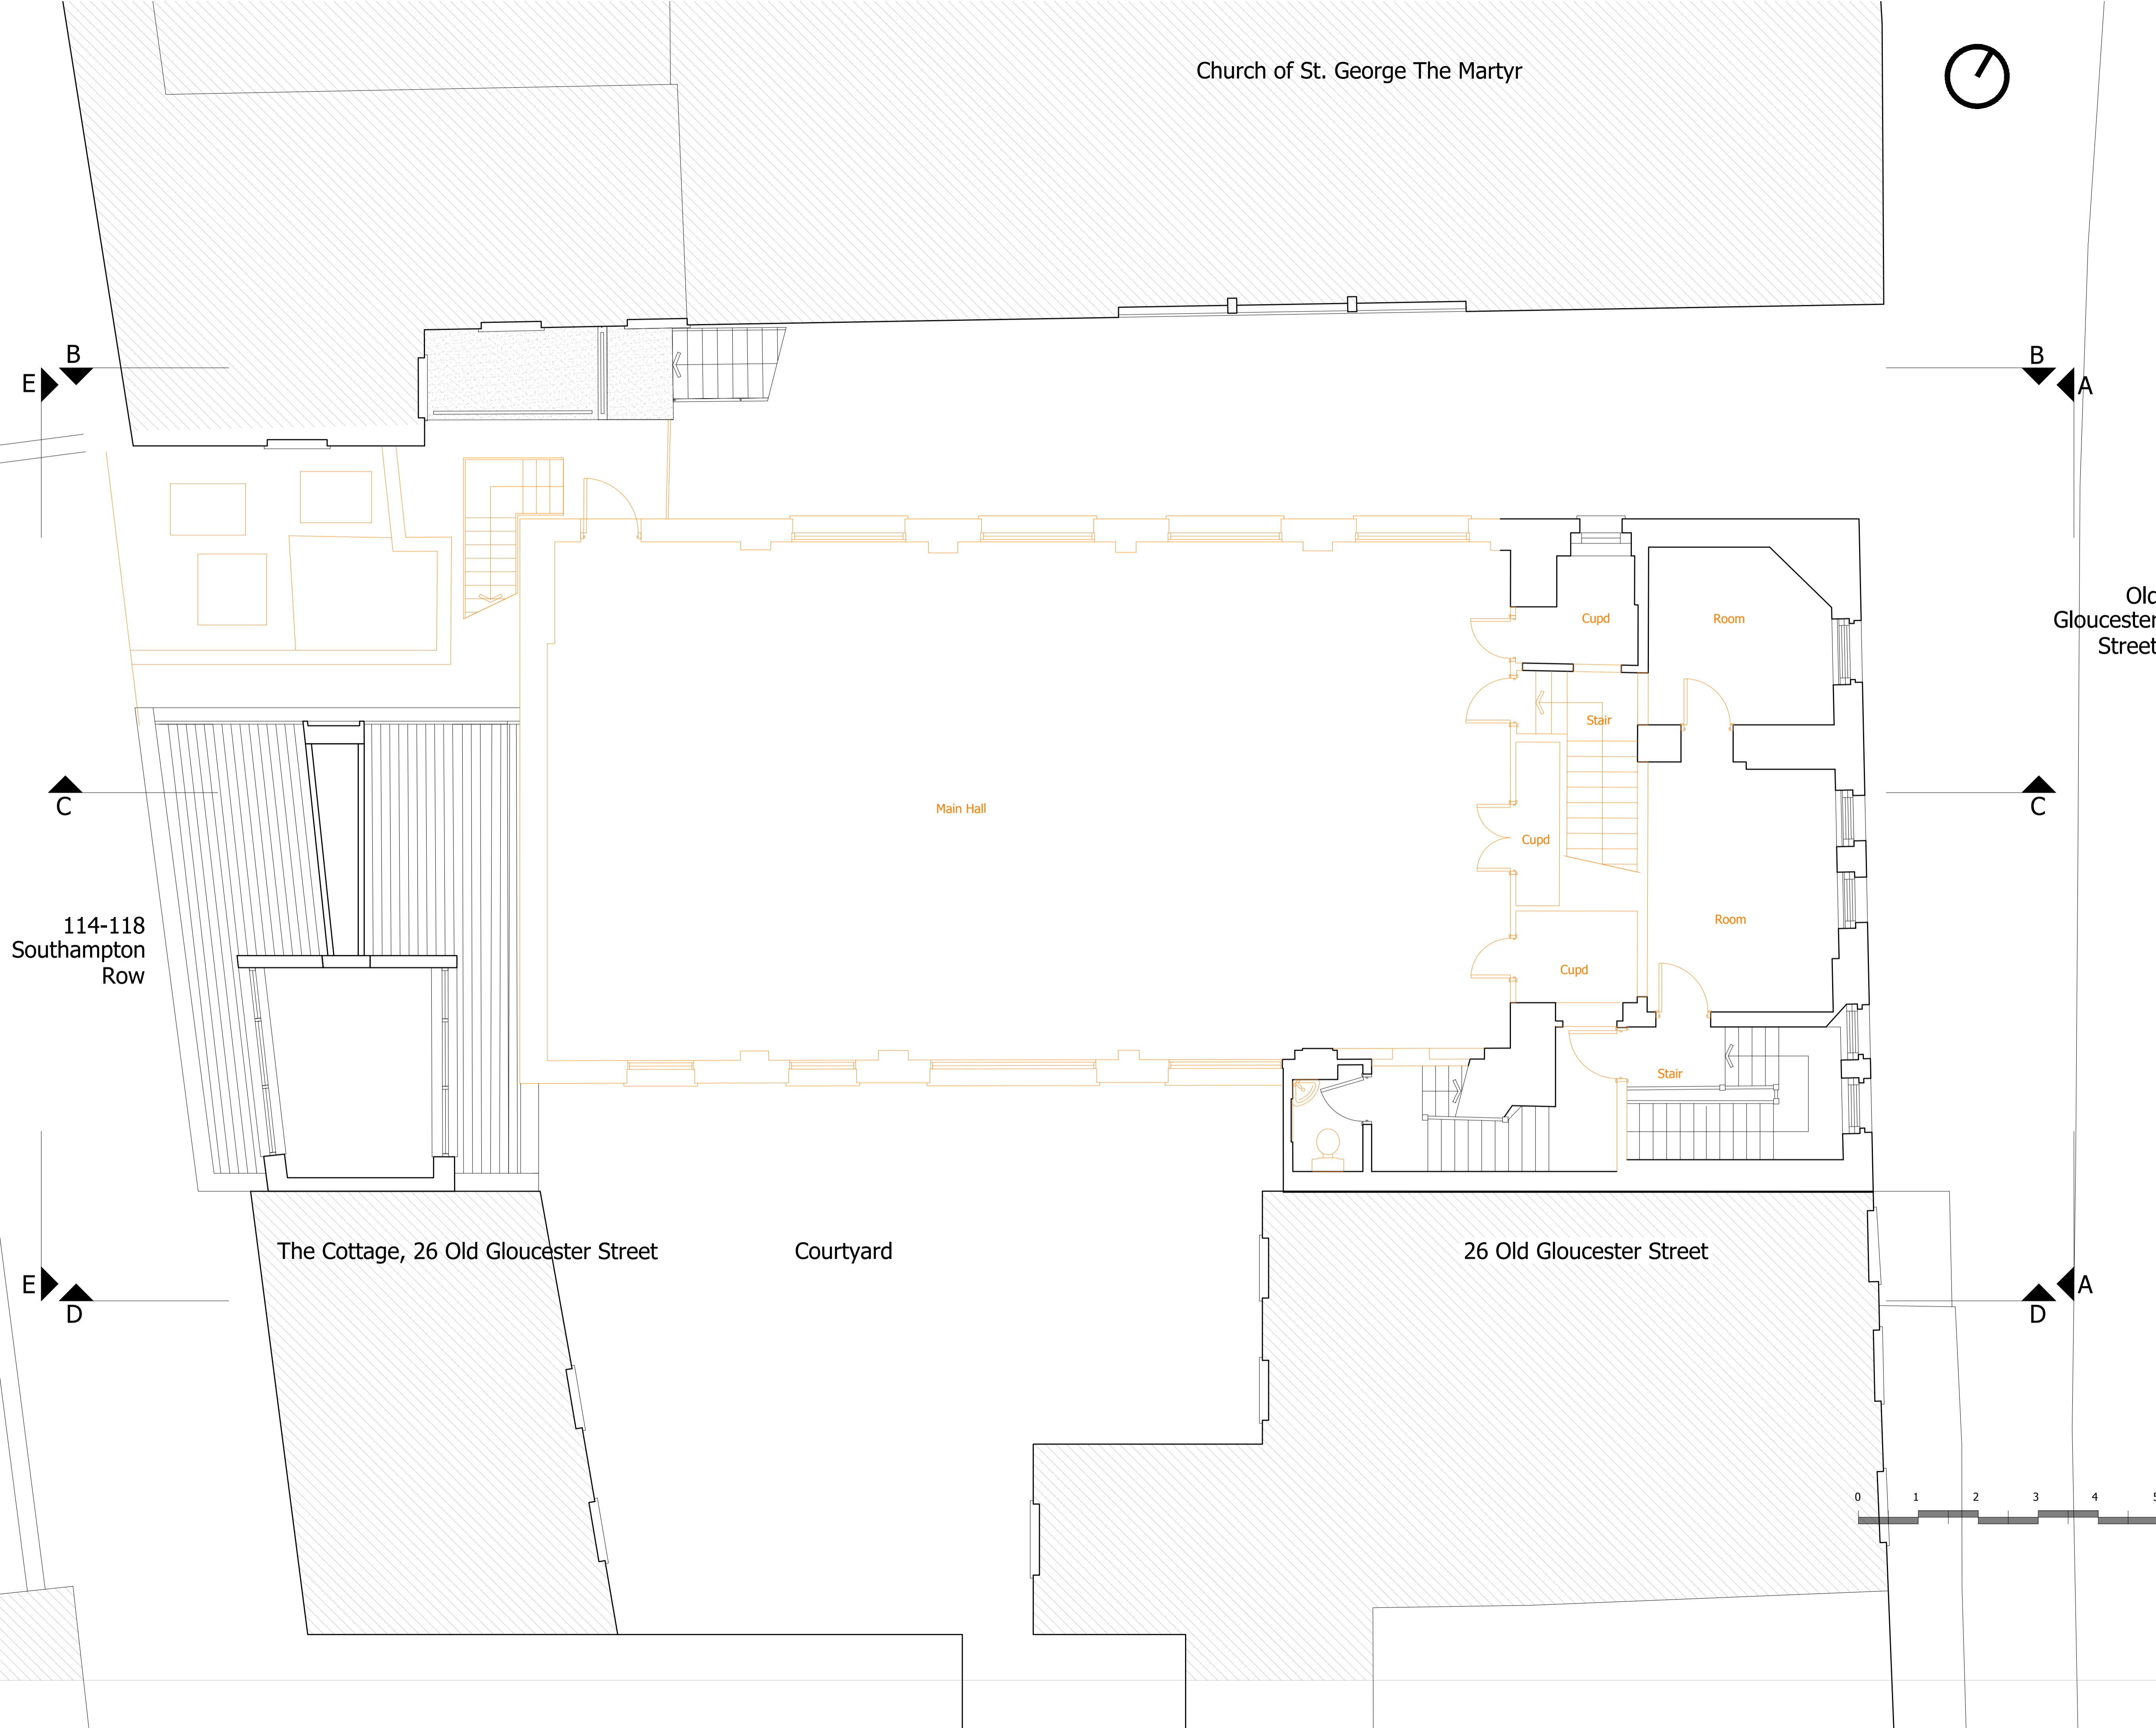 Church of St. George The Martyr
B
E
B
A
Old
Gloucester
Street
Cupd
Room
Stair
Main Hall
C
C
Cupd
Room
114-118
Southampton
Row
Cupd
Stair
The Cottage, 26 Old Gloucester Street
Courtyard
26 Old Gloucester Street
E
D
A
D
0 1 2 3 4 5